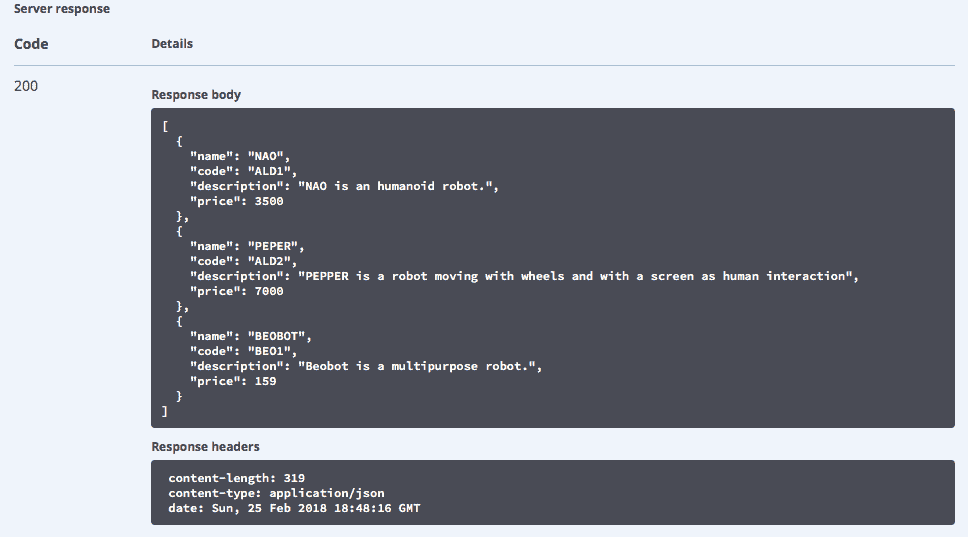 Server response
Code Details
200
Response body
[
  {
    "name": "NAO",
    "code": "ALD1",
    "description": "NAO is an humanoid robot.",
    "price": 3500
  },
  {
    "name": "PEPER",
    "code": "ALD2",
    "description": "PEPPER is a robot moving with wheels and with a screen as human interaction",
    "price": 7000
  },
  {
    "name": "BEOBOT",
    "code": "BEO1",
    "description": "Beobot is a multipurpose robot.",
    "price": 159
  }
]
Response headers
content-length: 319
content-type: application/json
date: Sun, 25 Feb 2018 18:48:16 GMT